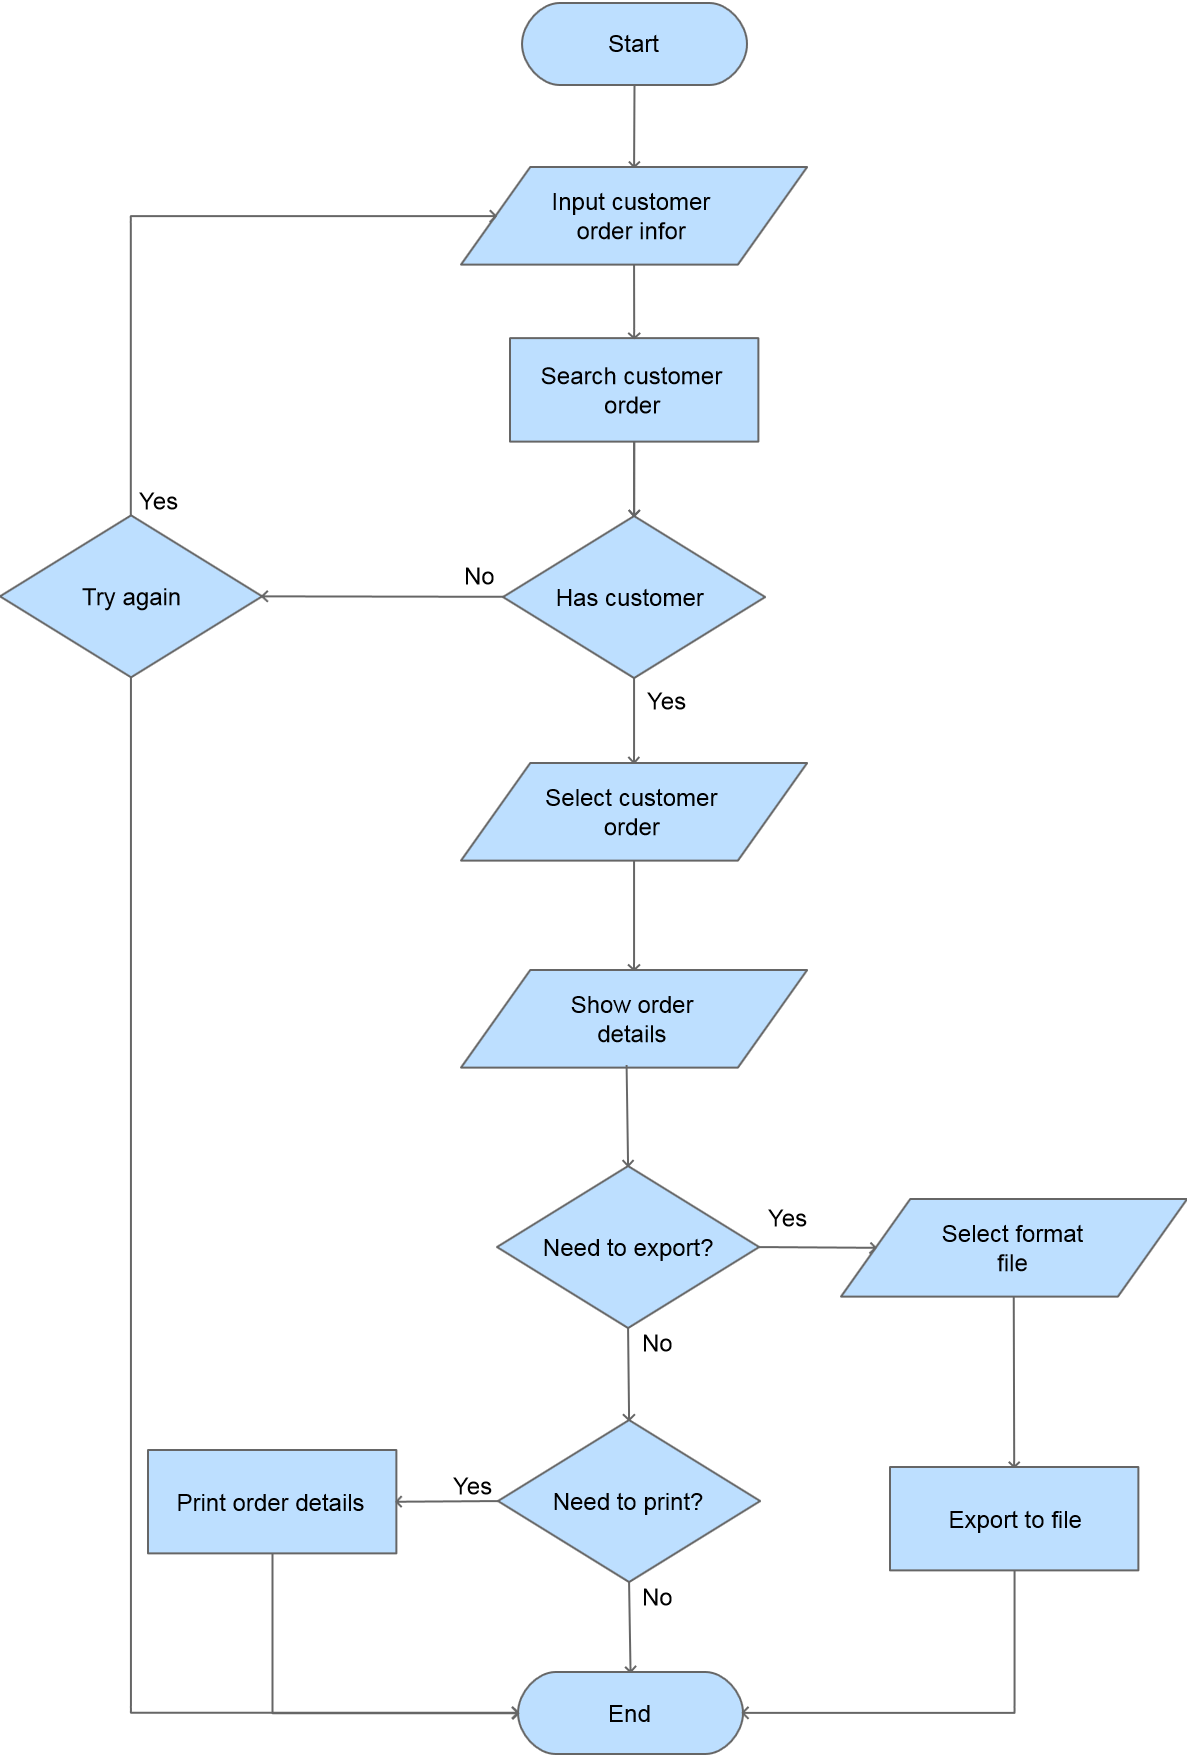 Start
Input customer
order infor
Search customer
order
Yes
Try again
No
Has customer
Yes
Select customer
order
Show order
details
Need to export?
Yes
Select format
file
No
Print order details
Yes
Need to print?
Export to file
No
End